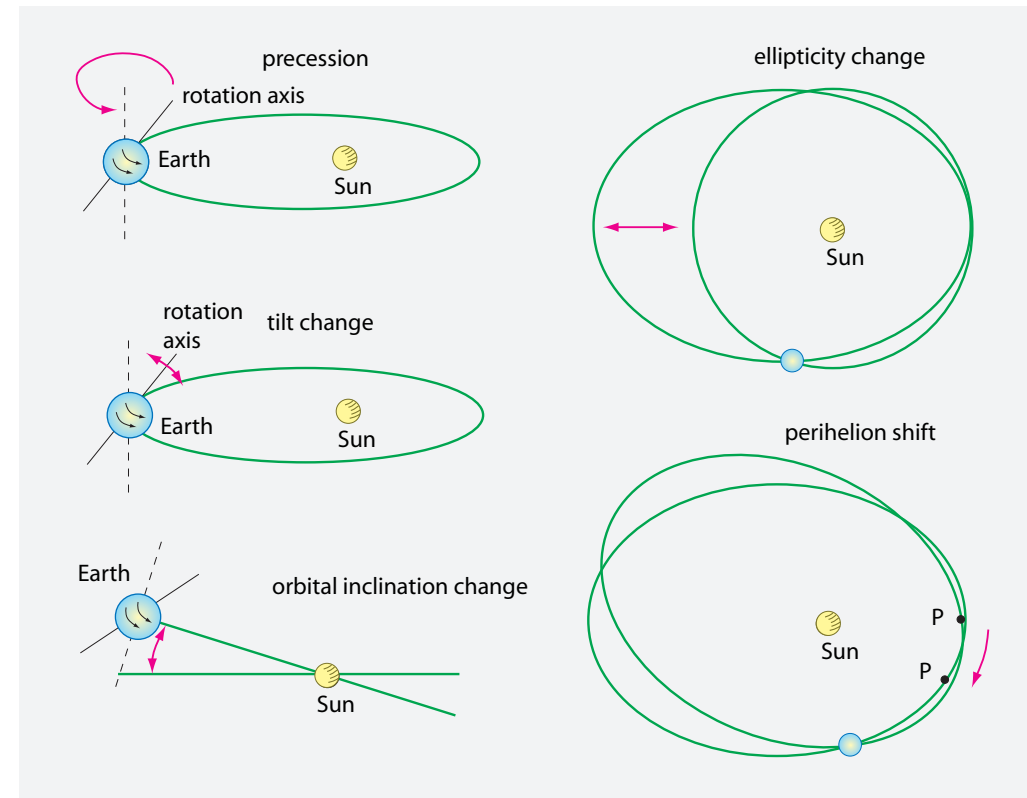 precession
rotation axis
Earth
Sun
rotation
axis
tilt change
Earth
Sun
Earth
orbital inclination change
Sun
ellipticity change
Sun
perihelion shift
P
Sun
P